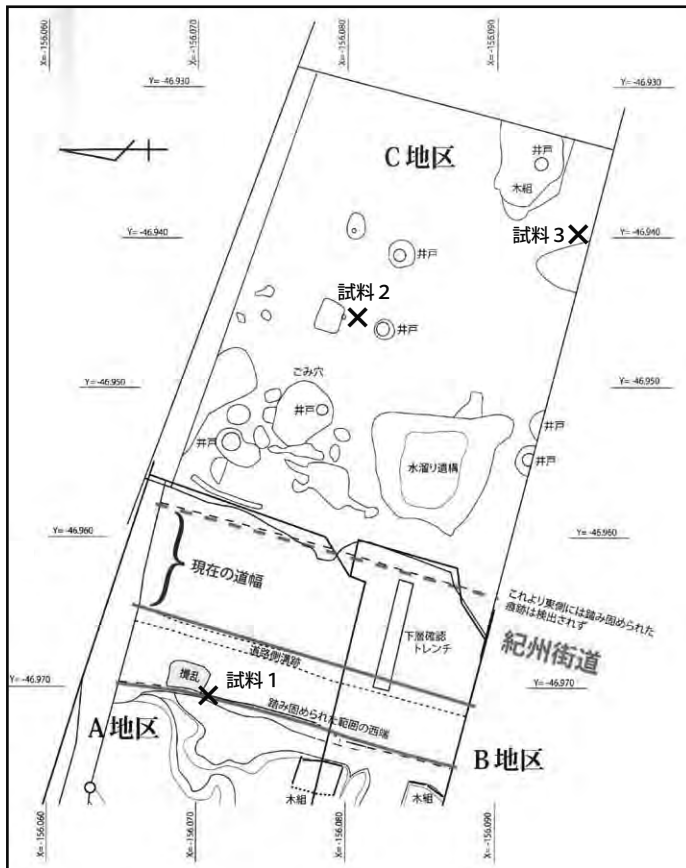 X=-156.060
X=-156.070
X=-156.080
X=-156.090
Y= -46.930
Y= -46.930
C 地区
井戸
木組
試料 3
Y= -46.940
Y= -46.940
井戸
試料 2
井戸
Y= -46.950
Y= -46.950
ごみ穴
井戸
井戸
水溜り遺構
井戸
井戸
Y= -46.960
Y= -46.960
現在の道幅
これより東側には踏み固められた
痕跡は検出されず
紀州街道
下層確認
トレンチ
道路側溝跡
Y= -46.970
Y= -46.970
攪乱
試料 1
踏み固められた範囲の西端
A 地区
B 地区
木組
木組
X=-156.060
X=-156.070
X=-156.080
X=-156.090